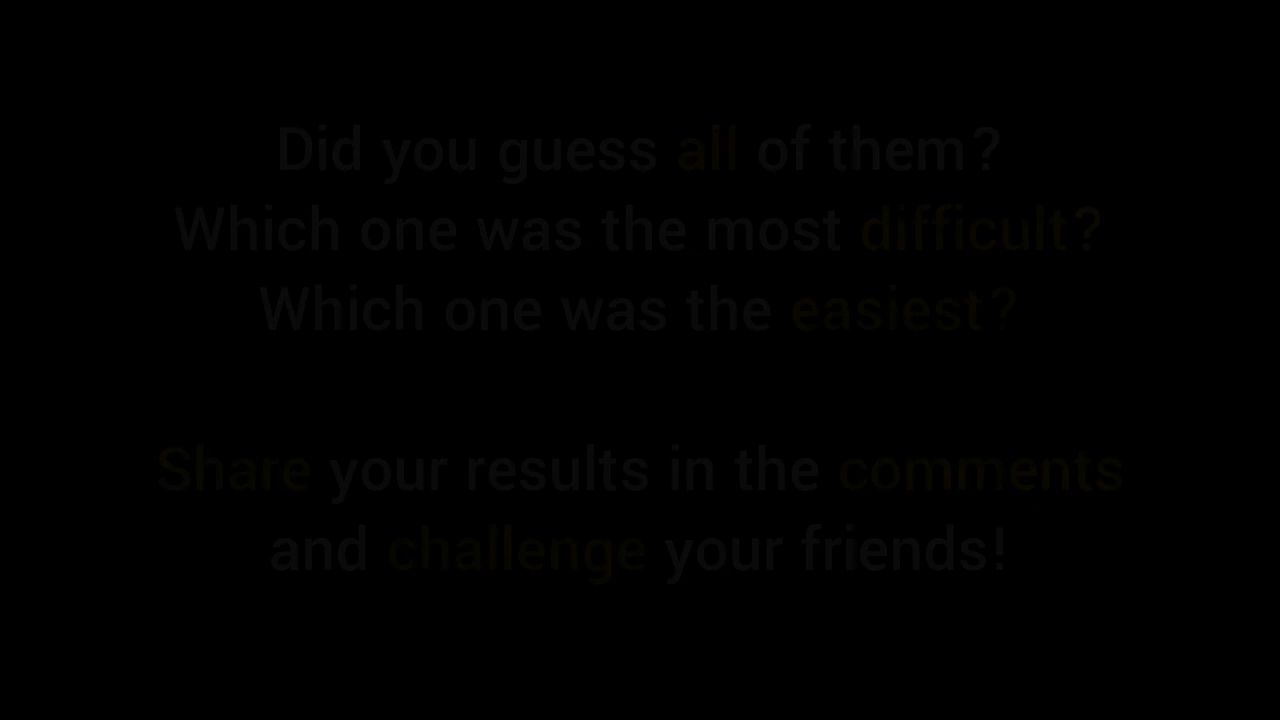 Did you guess all of them?
Which one was the most difficult?
Which one was the easiest?
Share your results in the comments
and challenge your friends!